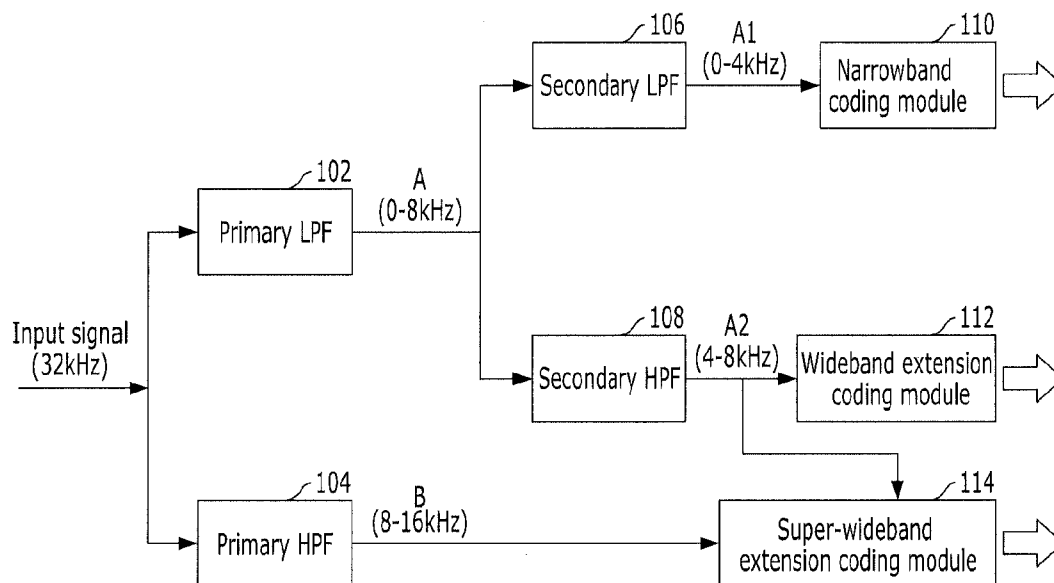 106
Secondary LPF
A1
(0-4kHz)
110
Narrowband
coding module
102
Primary LPF
A
(0-8kHz)
Input signal
(32kHz)
108
Secondary HPF
A2
(4-8kHz)
112
Wideband extension
coding module
104
Primary HPF
B
(8-16kHz)
114
Super-wideband
extension coding module